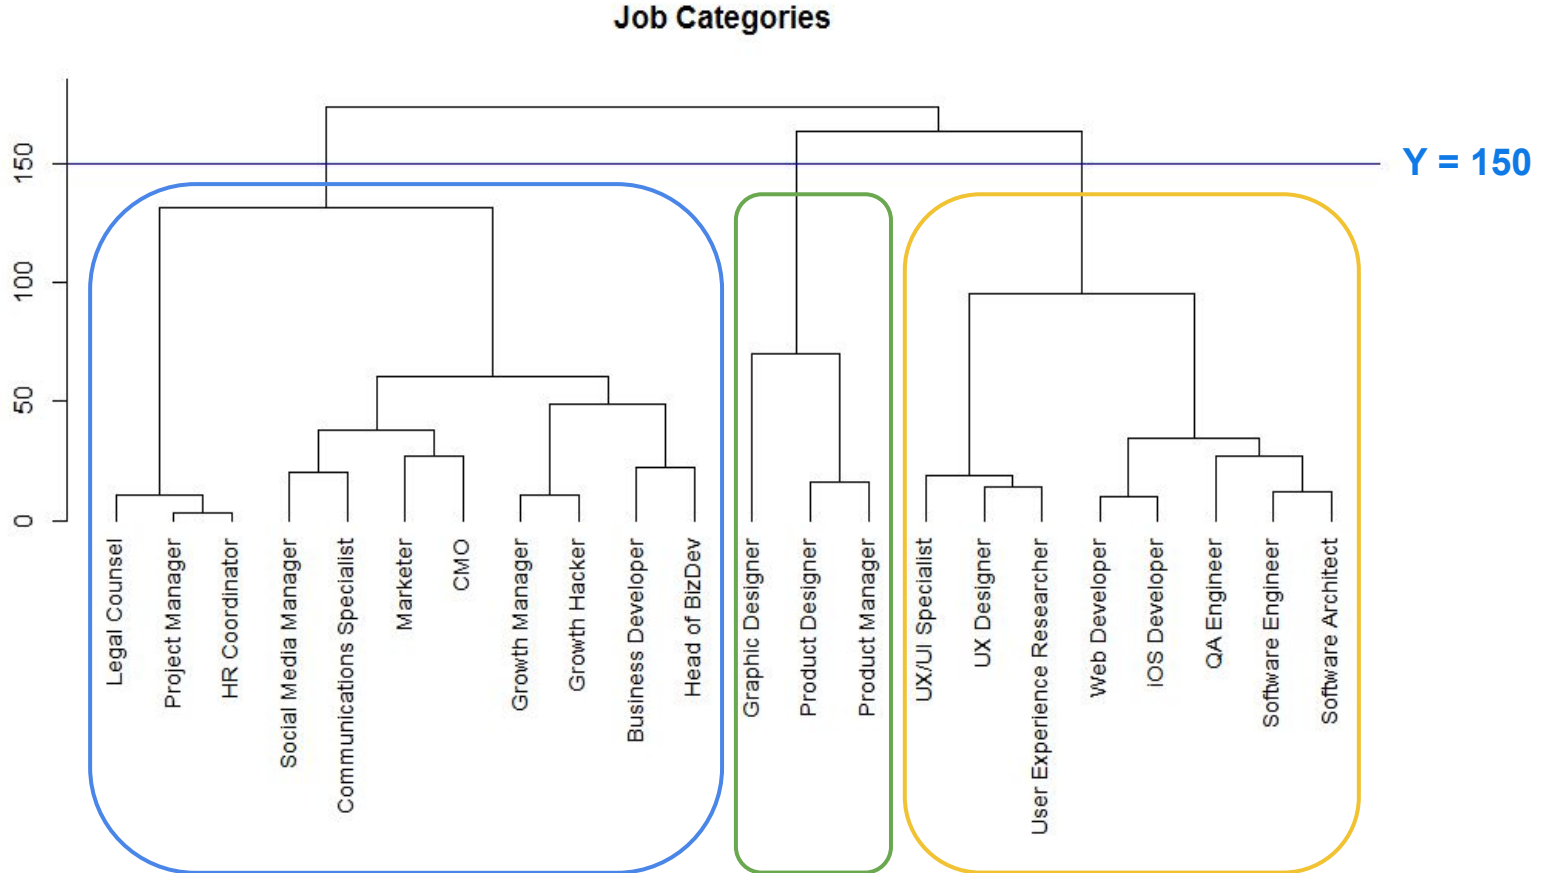 Job Categories
150
100
50
0
Y = 150
Legal Counsel
Project Manager
HR Coordinator
Social Media Manager
Communications Specialist
Marketer
CMO
Growth Manager
Growth Hacker
Business Developer
Head of BizDev
Graphic Designer
Product Designer
Product Manager
UX/UI Specialist
UX Designer
User Experience Researcher
Web Developer
iOS Developer
QA Engineer
Software Engineer
Software Architect